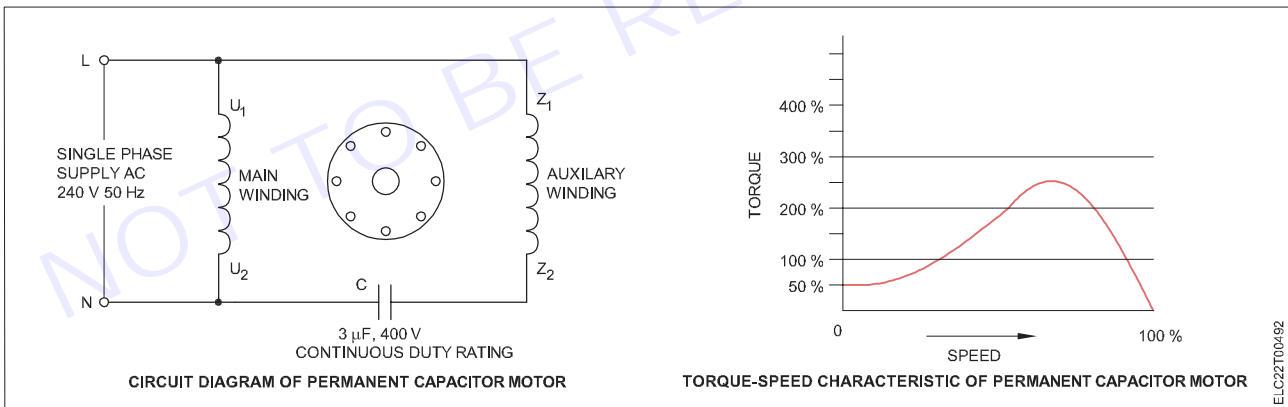 NOT TO BE RE
L
N
SINGLE PHASE
SUPPLY AC
240 V 50 Hz
U1
MAIN
WINDING
U2
Z1
AUXILARY
WINDING
Z2
C
3 µF, 400 V
CONTINUOUS DUTY RATING
CIRCUIT DIAGRAM OF PERMANENT CAPACITOR MOTOR
TORQUE
400 %
300 %
200 %
100 %
50 %
0
100 %
SPEED
TORQUE-SPEED CHARACTERISTIC OF PERMANENT CAPACITOR MOTOR
ELC22T00492